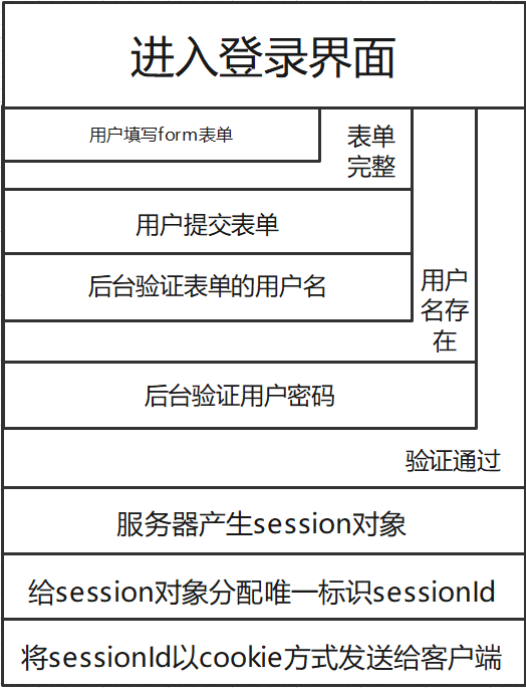 进入登录界面
用户填写form表单
表单
完整
用户提交表单
后台验证表单的用户名
用户
名存
在
后台验证用户密码
验证通过
服务器产生session对象
给session对象分配唯一标识sessionId
将sessionId以cookie方式发送给客户端